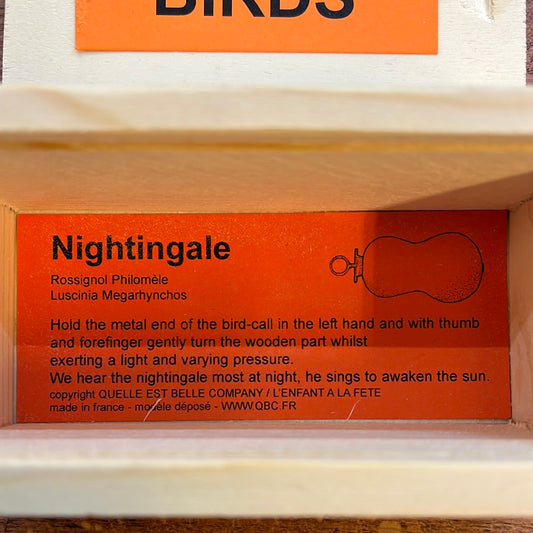 BIRDS
Nightingale
Rossignol Philomèle
Luscinia Megarhynchos
Hold the metal end of the bird-call in the left hand and with thumb
and forefinger gently turn the wooden part whilst
exerting a light and varying pressure.
We hear the nightingale most at night, he sings to awaken the sun.
copyright QUELLE EST BELLE COMPANY / L'ENFANT A LA FETE
made in france - modèle déposé - WWW.QBC.FR